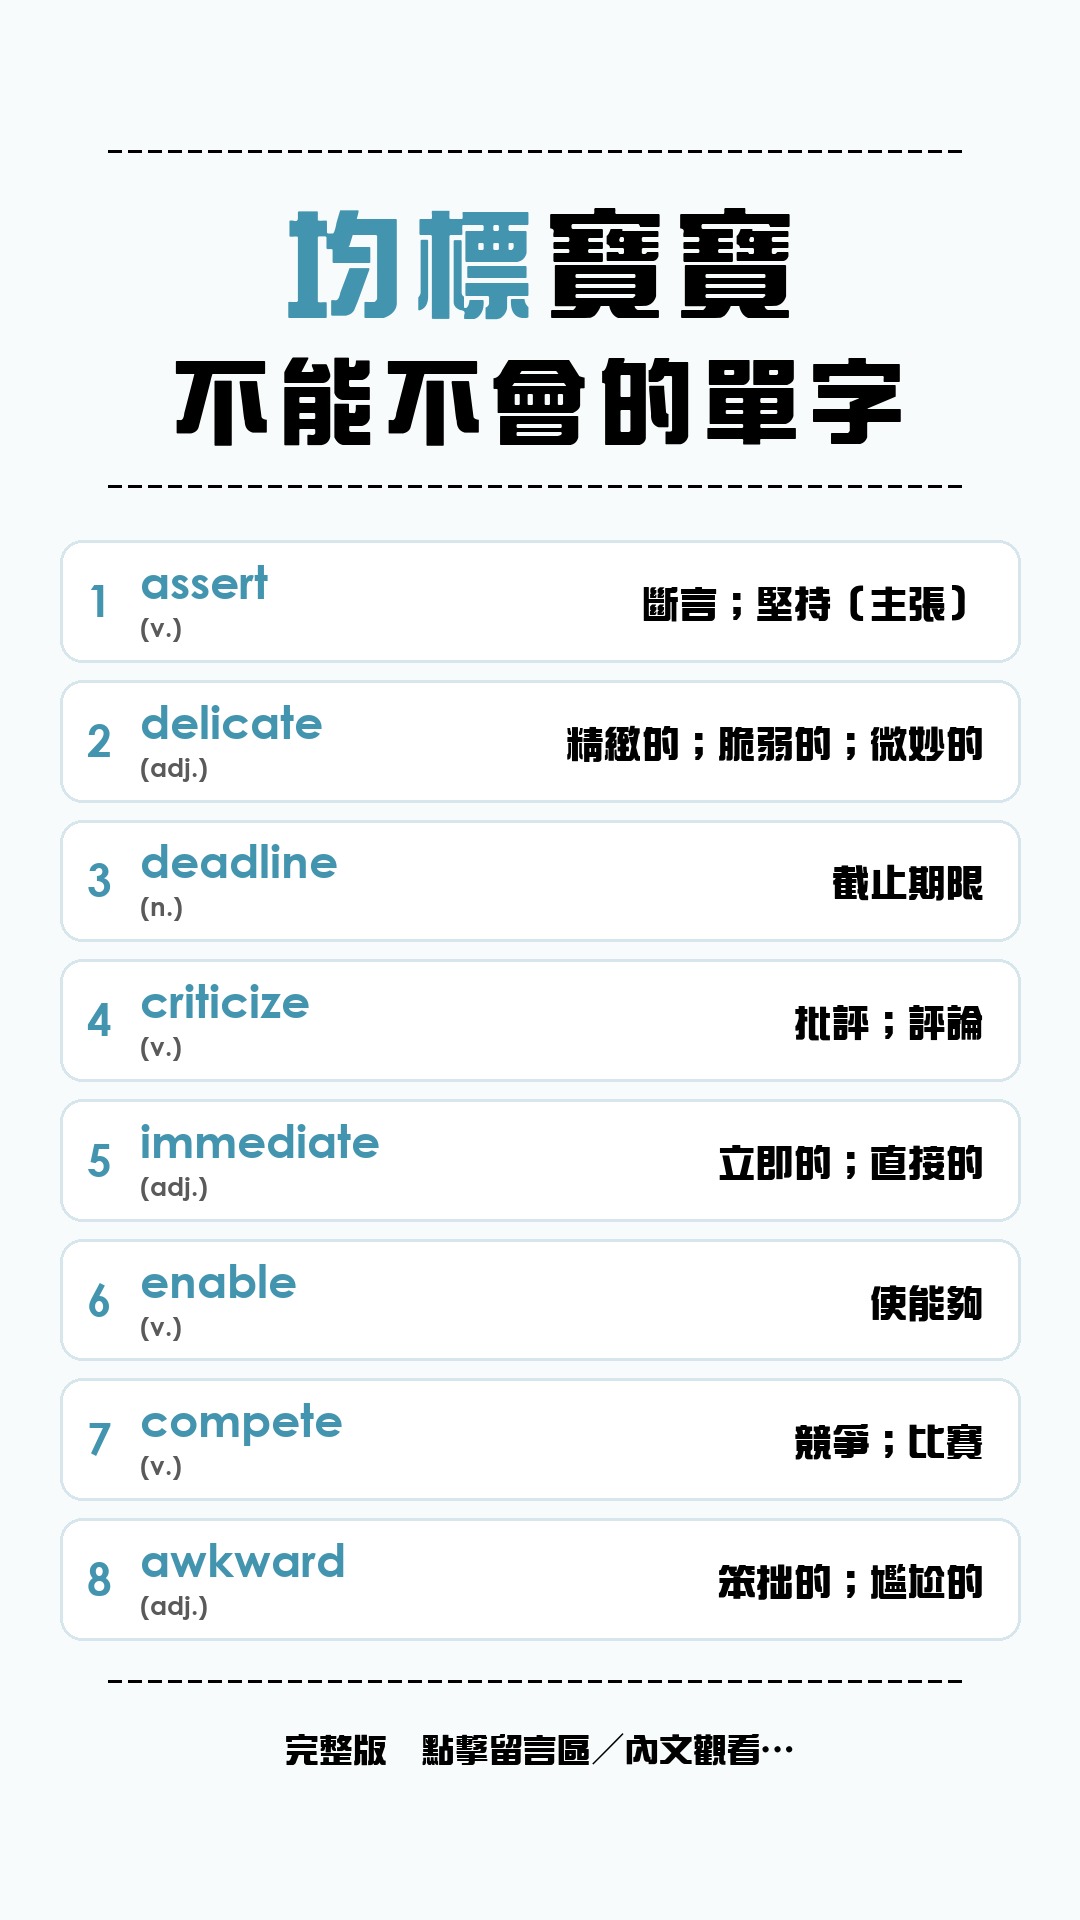 均標寶寶
不能不會的單字
1 assert 斷言；堅持（主張）
(v.)
2 delicate 精緻的；脆弱的；微妙的
(adj.)
3 deadline 截止期限
(n.)
4 criticize 批評；評論
(v.)
5 immediate 立即的；直接的
(adj.)
6 enable 使能夠
(v.)
7 compete 競爭；比賽
(v.)
8 awkward 笨拙的；尷尬的
(adj.)
完整版　點擊留言區／內文觀看…